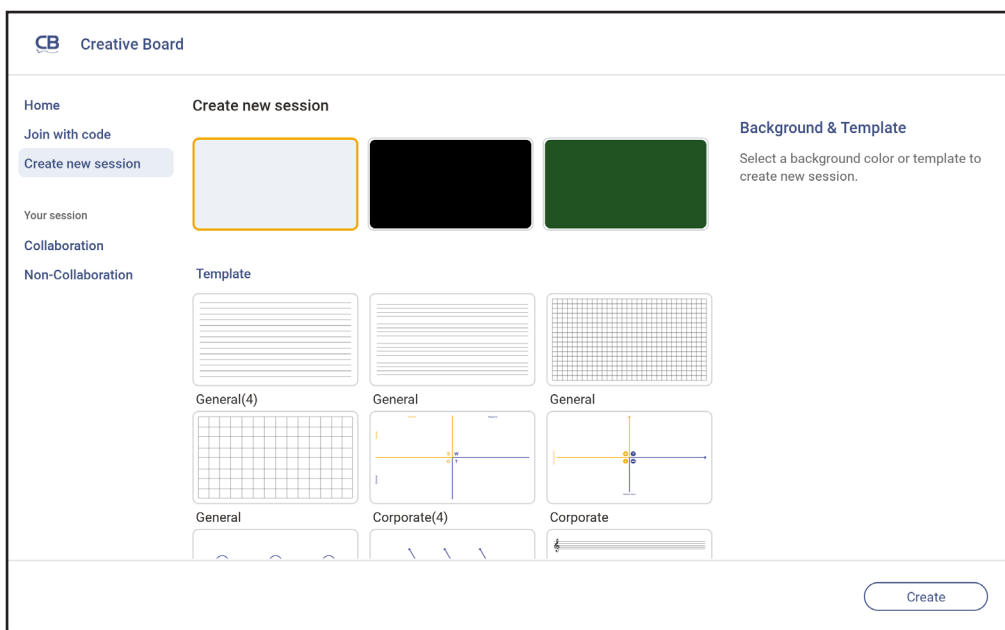 CB
Creative Board
Home
Join with code
Create new session
Your session
Collaboration
Non-Collaboration
Create new session
Template
General(4)
General
General
General
Corporate(4)
Corporate
S
W
O
T
Background & Template
Select a background color or template to
create new session.
Create